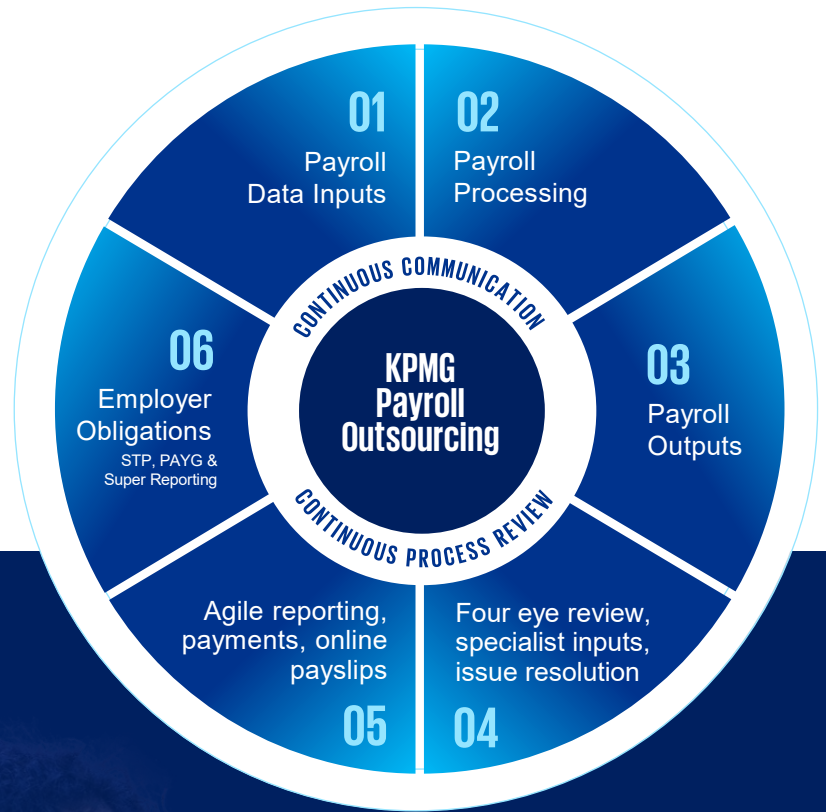 01
Payroll
Data Inputs
02
Payroll
Processing
03
Payroll
Outputs
Four eye review,
specialist inputs,
issue resolution
04
Agile reporting,
payments, online
payslips
05
06
Employer
Obligations
STP, PAYG &
Super Reporting
CONTINUOUS COMMUNICATION
KPMG
Payroll
Outsourcing
CONTINUOUS PROCESS REVIEW